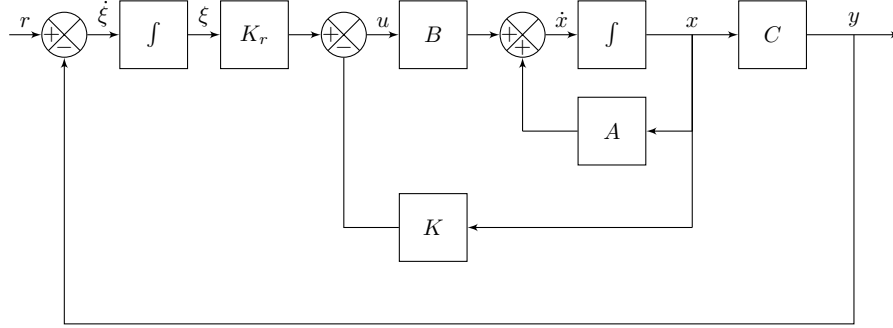 r + − ξ̇ ∫ ξ K_r + − u B + + ẋ ∫ x C y
A
K